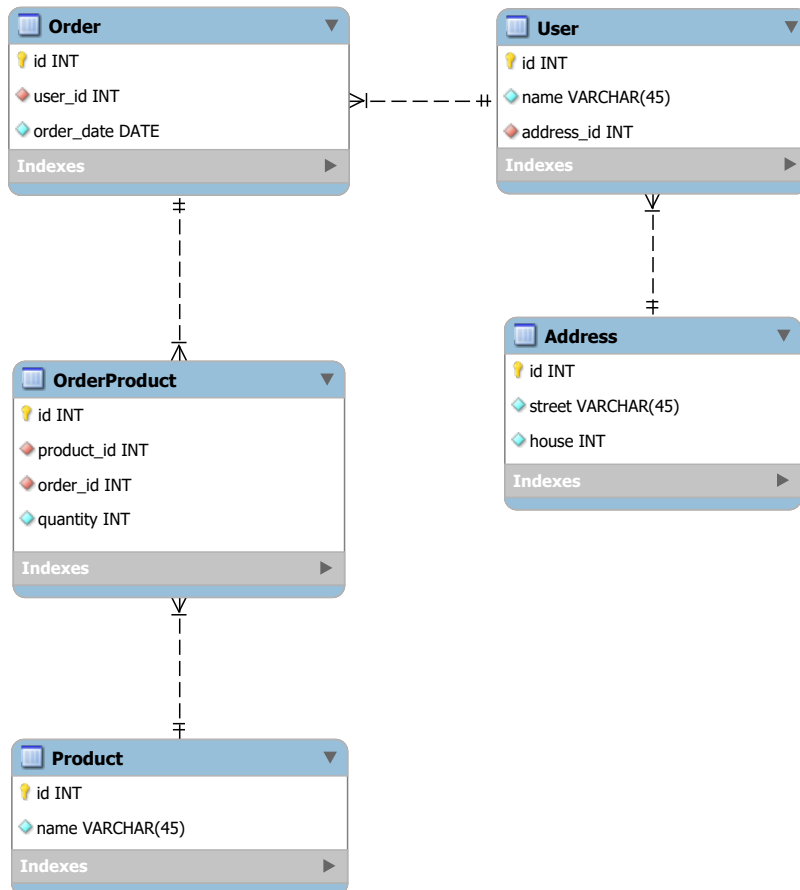 Order
id INT
user_id INT
order_date DATE
Indexes
User
id INT
name VARCHAR(45)
address_id INT
Indexes
OrderProduct
id INT
product_id INT
order_id INT
quantity INT
Indexes
Address
id INT
street VARCHAR(45)
house INT
Indexes
Product
id INT
name VARCHAR(45)
Indexes